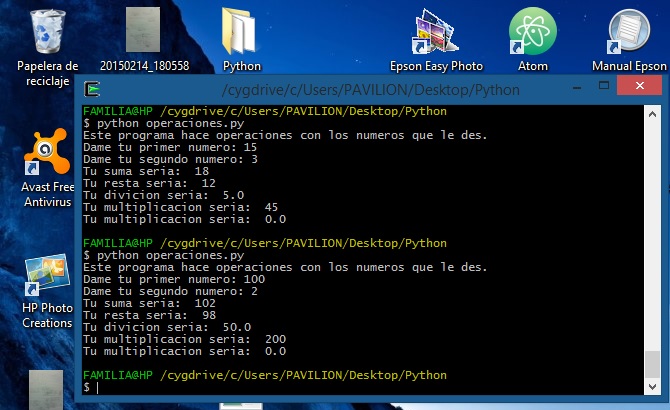 Papelera de
reciclaje
20150214_180558
Python
Epson Easy Photo
Atom
Manual Epson
/cygdrive/c/Users/PAVILION/Desktop/Python
Avast Free
Antivirus
HP Photo
Creations
FAMILIA@HP /cygdrive/c/Users/PAVILION/Desktop/Python
$ python operaciones.py
Este programa hace operaciones con los numeros que le des.
Dame tu primer numero: 15
Dame tu segundo numero: 3
Tu suma seria:  18
Tu resta seria:  12
Tu divicion seria:  5.0
Tu multiplicacion seria:  45
Tu multiplicacion seria:  0.0
FAMILIA@HP /cygdrive/c/Users/PAVILION/Desktop/Python
$ python operaciones.py
Este programa hace operaciones con los numeros que le des.
Dame tu primer numero: 100
Dame tu segundo numero: 2
Tu suma seria:  102
Tu resta seria:  98
Tu divicion seria:  50.0
Tu multiplicacion seria:  200
Tu multiplicacion seria:  0.0
FAMILIA@HP /cygdrive/c/Users/PAVILION/Desktop/Python
$